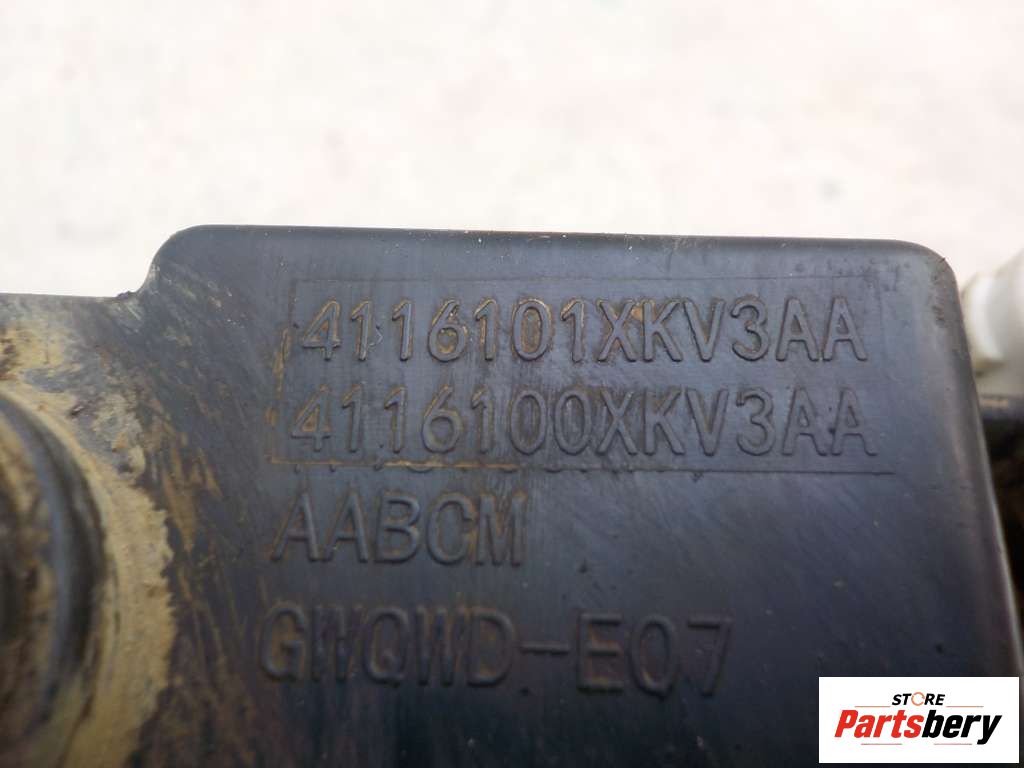 4116101XKV3AA
4116100XKV3AA
AABCM
GWQWD-E07
STORE
Partsbery